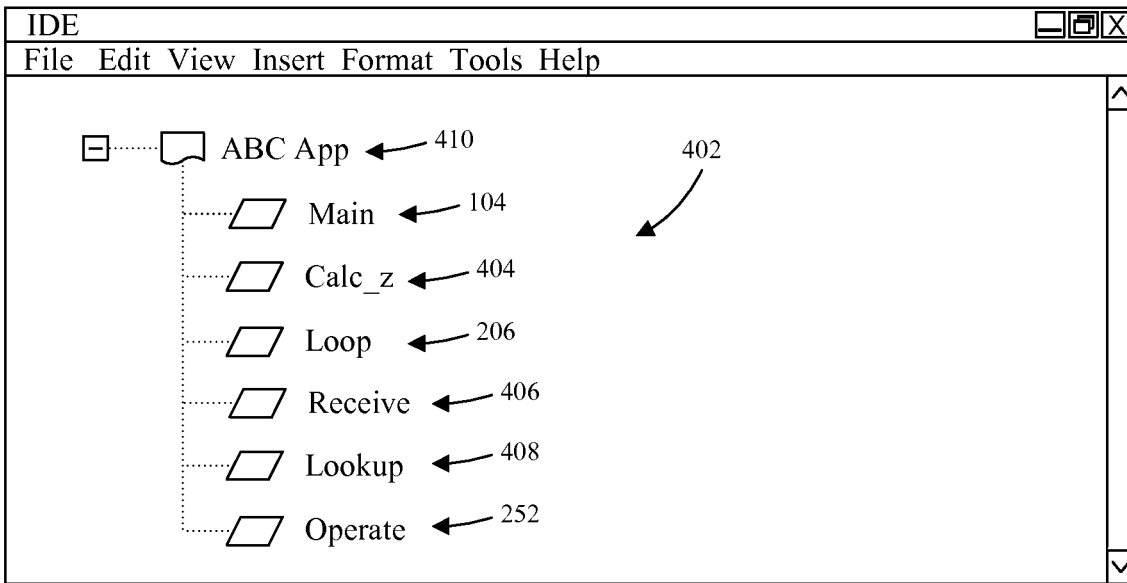 IDE
File Edit View Insert Format Tools Help
ABC App 410
402
Main 104
Calc_z 404
Loop 206
Receive 406
Lookup 408
Operate 252